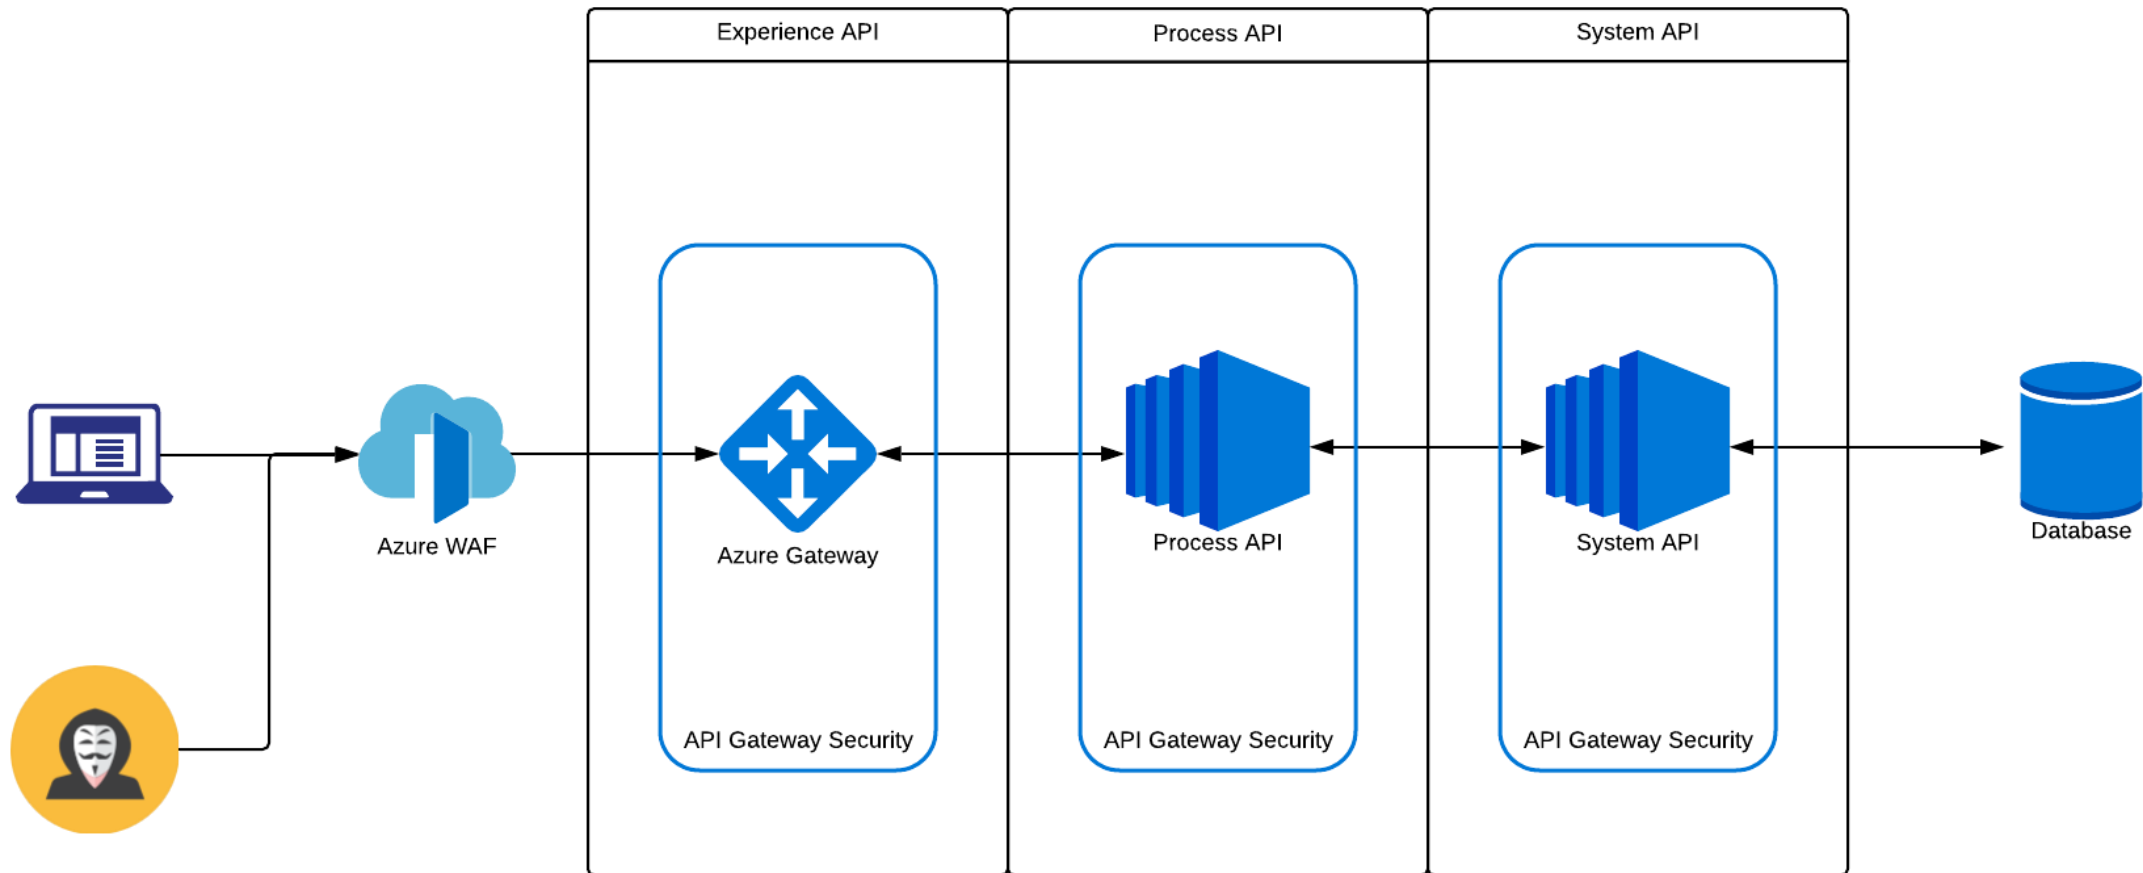 Experience API
Process API
System API
Azure WAF
Azure Gateway
Process API
System API
Database
API Gateway Security
API Gateway Security
API Gateway Security